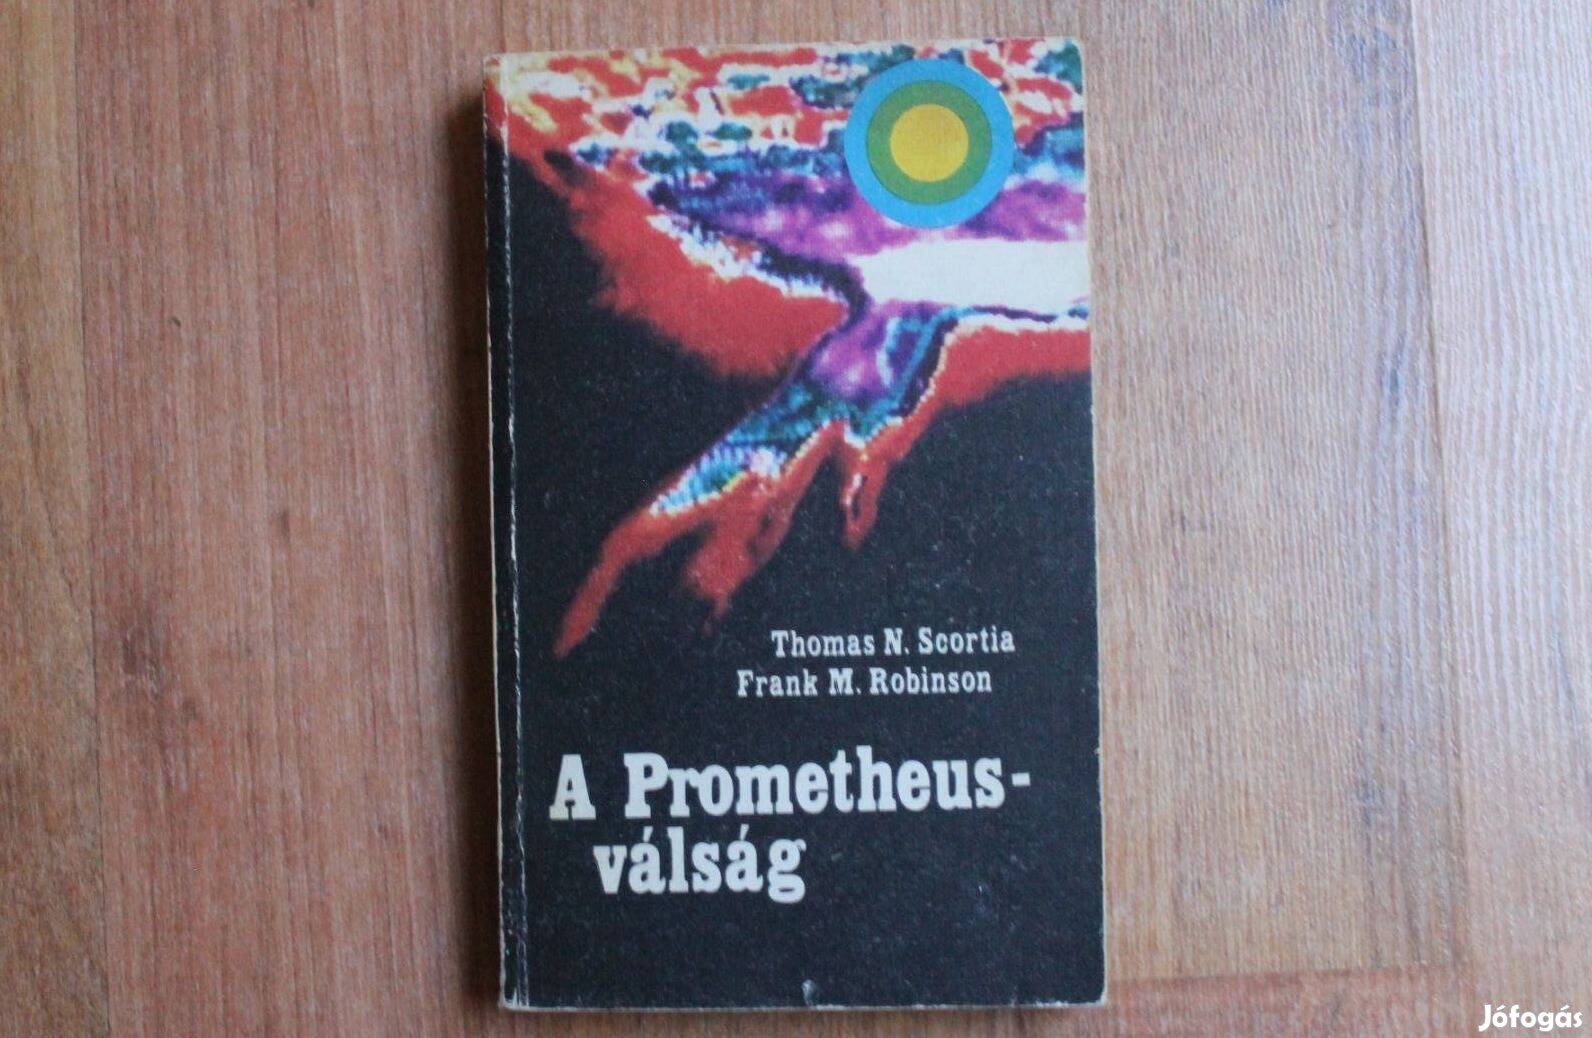 Thomas N. Scortia
Frank M. Robinson
A Prometheus-
válság
Jófogás